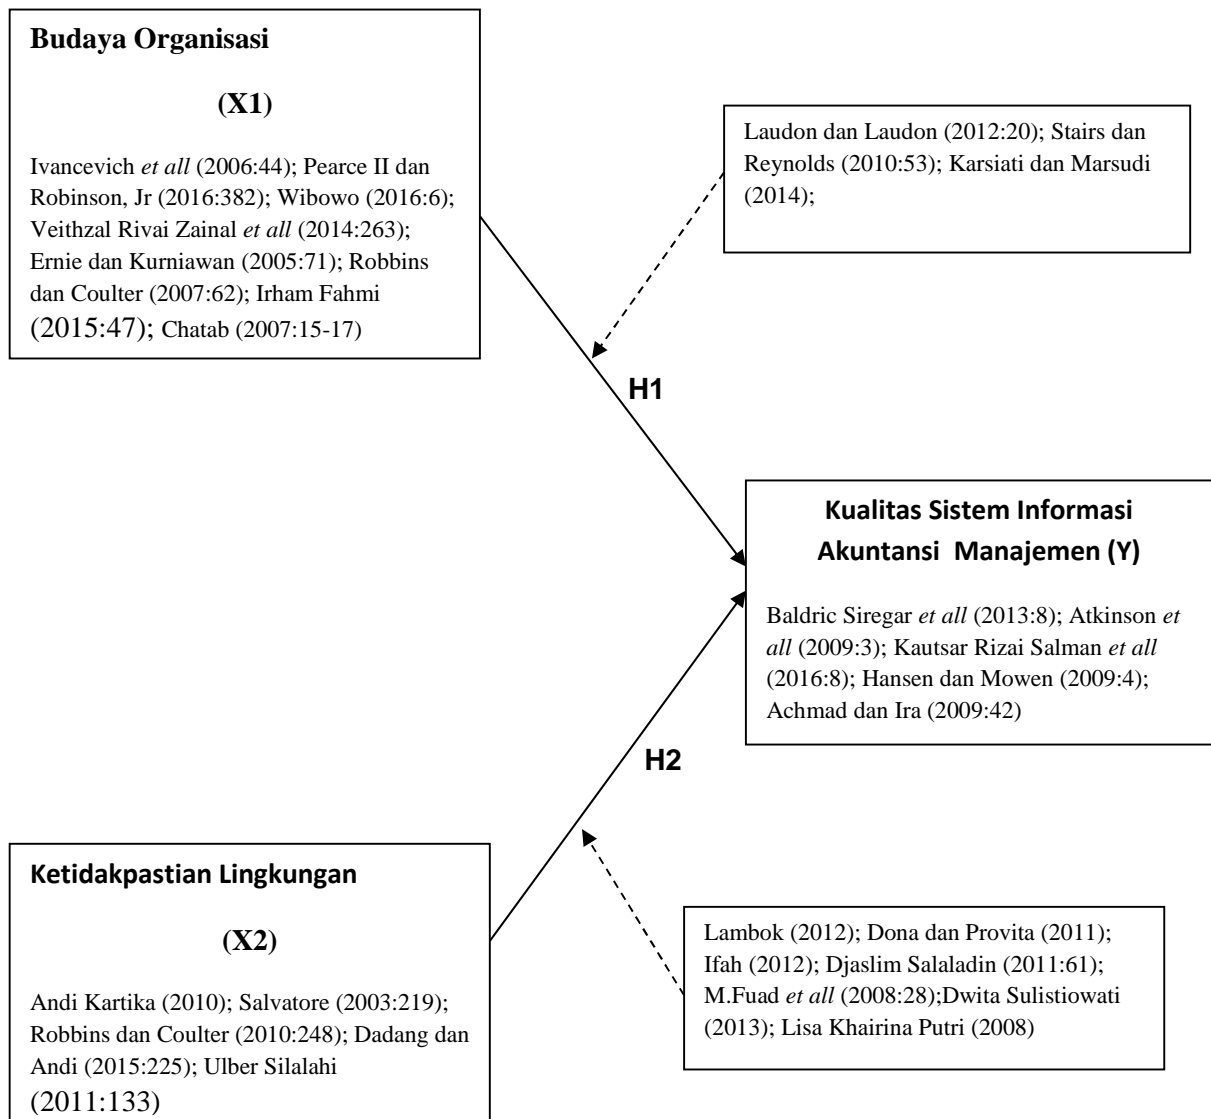 Budaya Organisasi
(X1)
Ivancevich et all (2006:44); Pearce II dan
Robinson, Jr (2016:382); Wibowo (2016:6);
Veithzal Rivai Zainal et all (2014:263);
Ernie dan Kurniawan (2005:71); Robbins
dan Coulter (2007:62); Irham Fahmi
(2015:47); Chatab (2007:15-17)
Laudon dan Laudon (2012:20); Stairs dan
Reynolds (2010:53); Karsiati dan Marsudi
(2014);
H1
Kualitas Sistem Informasi
Akuntansi Manajemen (Y)
Baldric Siregar et all (2013:8); Atkinson et
all (2009:3); Kautsar Rizai Salman et all
(2016:8); Hansen dan Mowen (2009:4);
Achmad dan Ira (2009:42)
H2
Ketidakpastian Lingkungan
(X2)
Andi Kartika (2010); Salvatore (2003:219);
Robbins dan Coulter (2010:248); Dadang dan
Andi (2015:225); Ulber Silalahi
(2011:133)
Lambok (2012); Dona dan Provita (2011);
Ifah (2012); Djaslim Salaladin (2011:61);
M.Fuad et all (2008:28);Dwita Sulistiowati
(2013); Lisa Khairina Putri (2008)